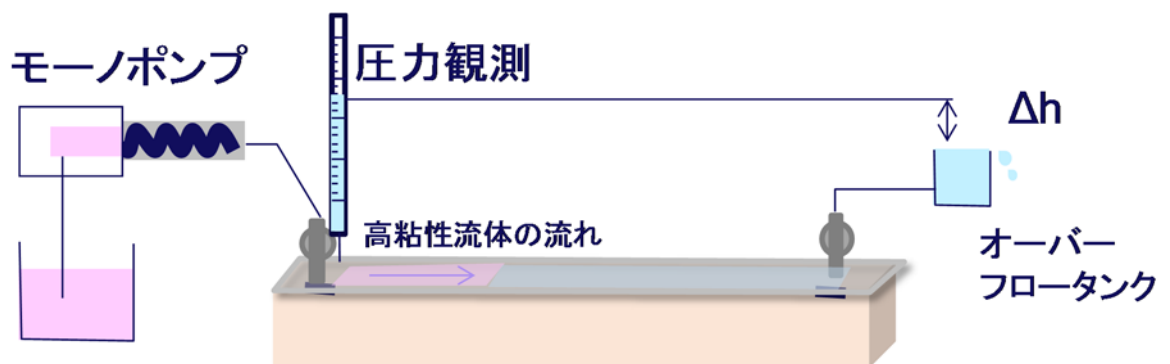 モーノポンプ
圧力観測
Δh
高粘性流体の流れ
オーバー
フロータンク